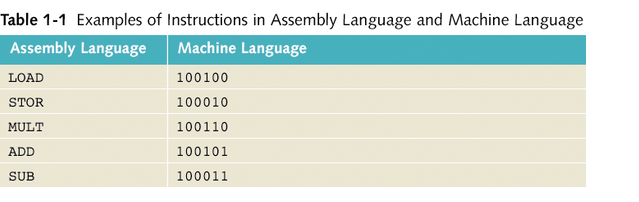 Table 1-1 Examples of Instructions in Assembly Language and Machine Language
Assembly Language Machine Language
LOAD 100100
STOR 100010
MULT 100110
ADD 100101
SUB 100011